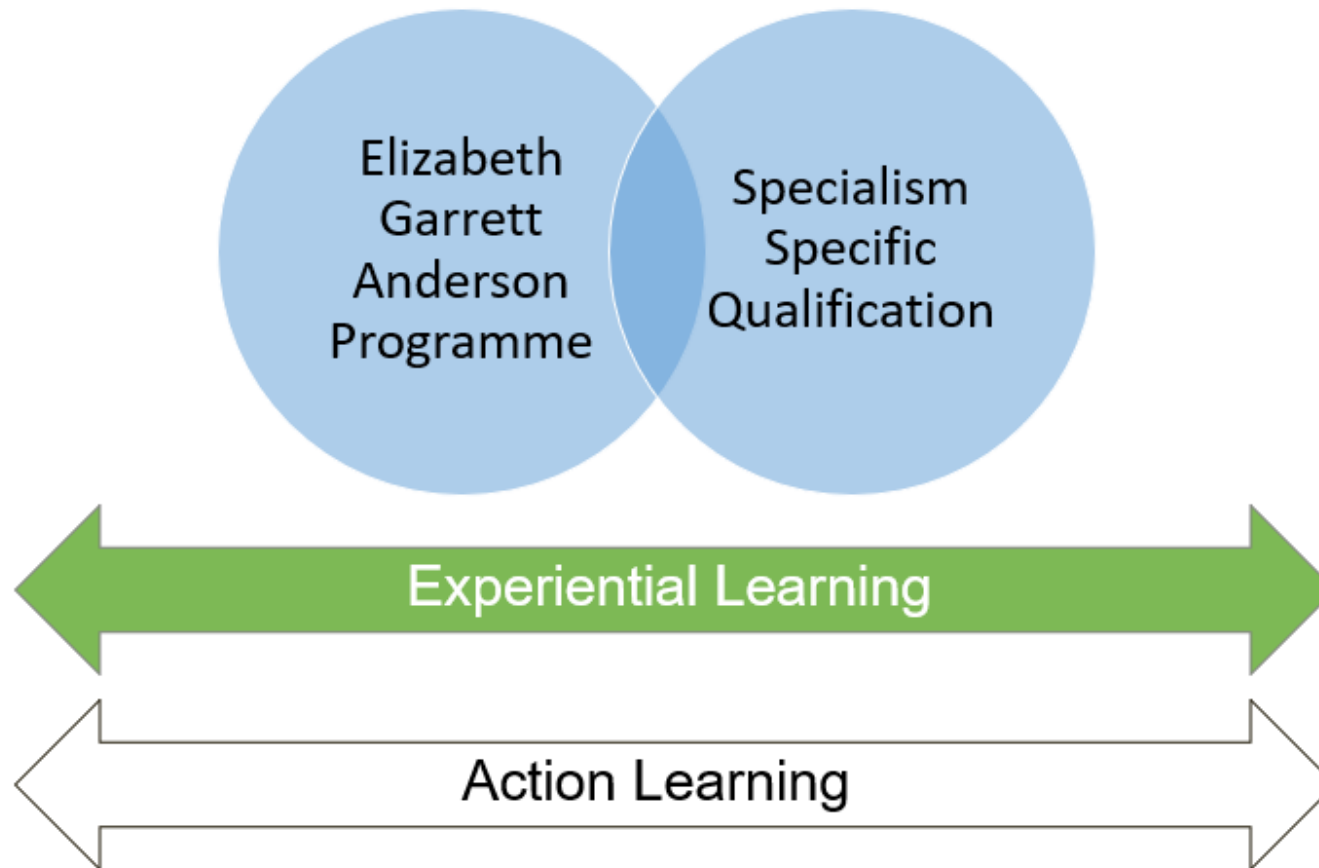 Elizabeth
Garrett
Anderson
Programme
Specialism
Specific
Qualification
Experiential Learning
Action Learning